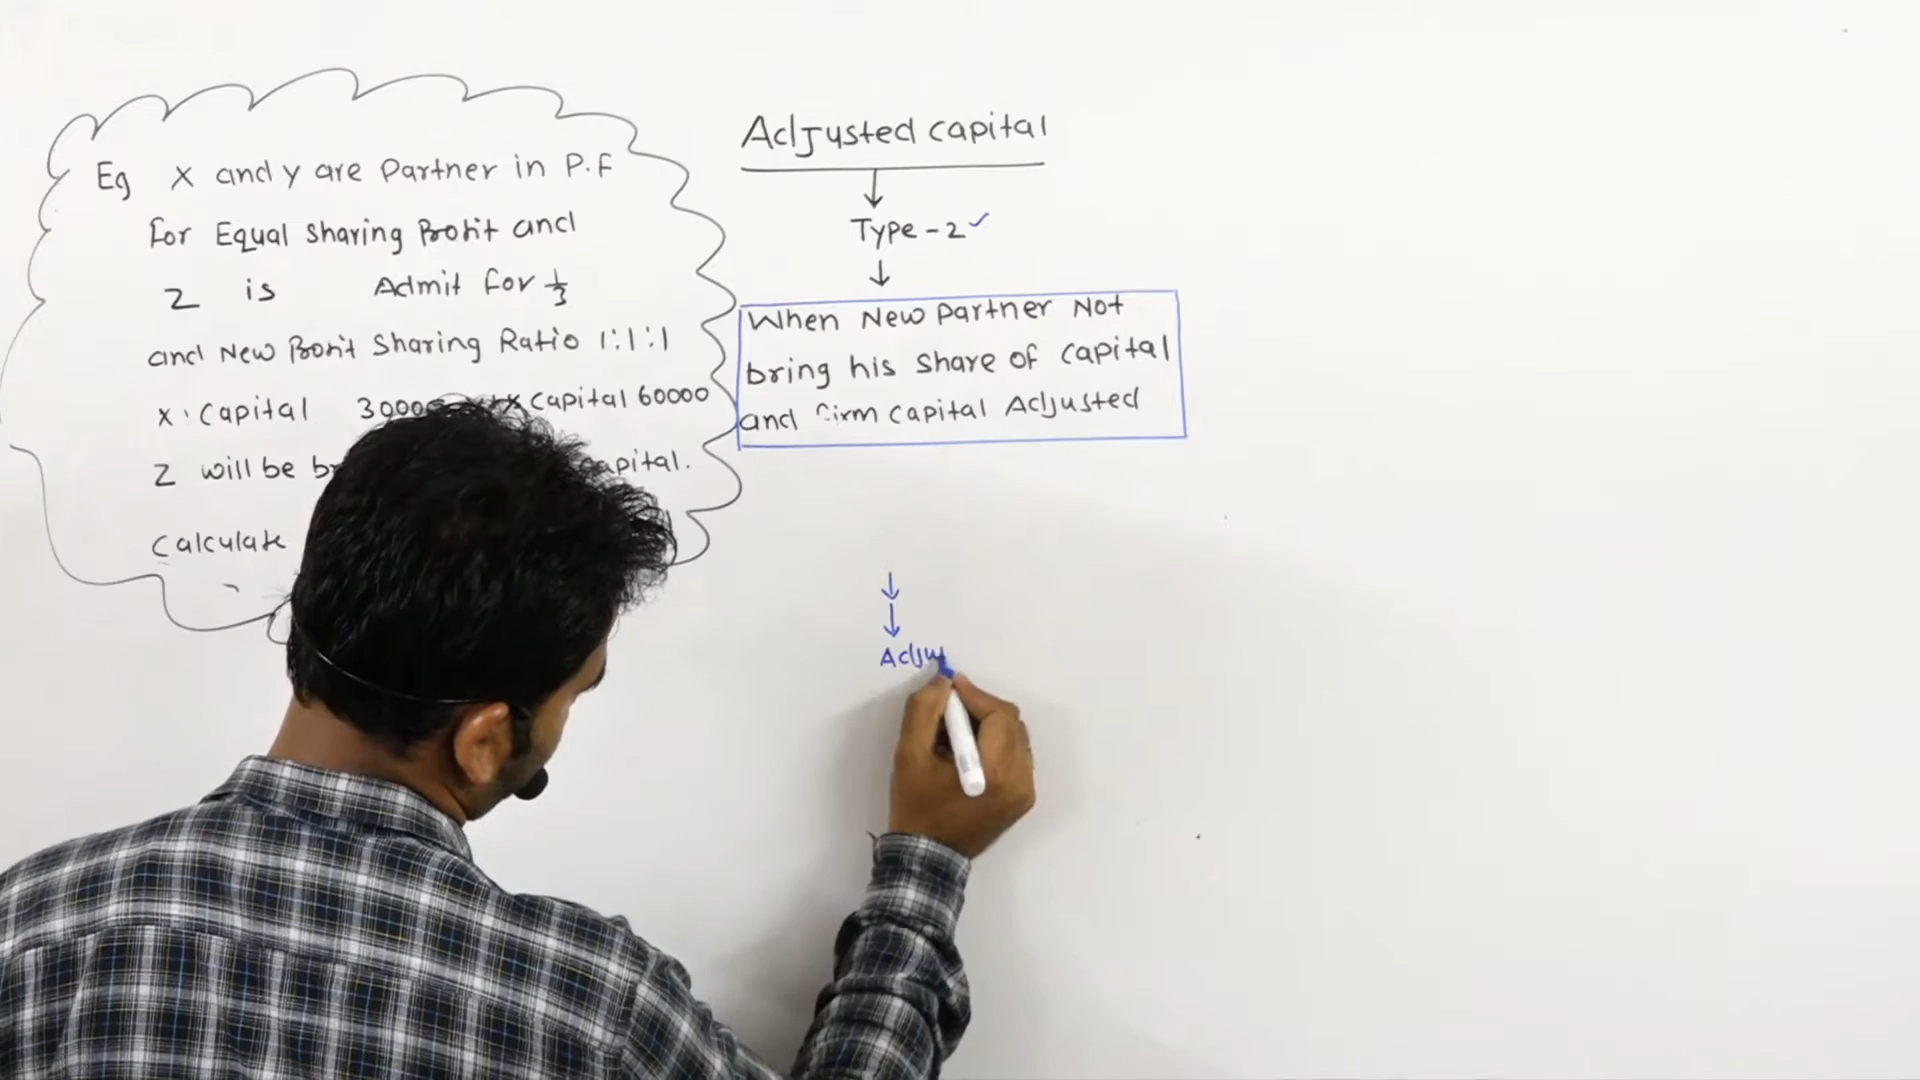 Eg X and y are Partner in P.F
for Equal sharing Profit and
Z is Admit for 1/3
and New Profit Sharing Ratio 1:1:1
X. Capital Capital 60000
Z will be
Calculate
Adjusted capital
Type - 2 ✓
When New partner Not
bring his share of capital
and firm capital Adjusted
Adju